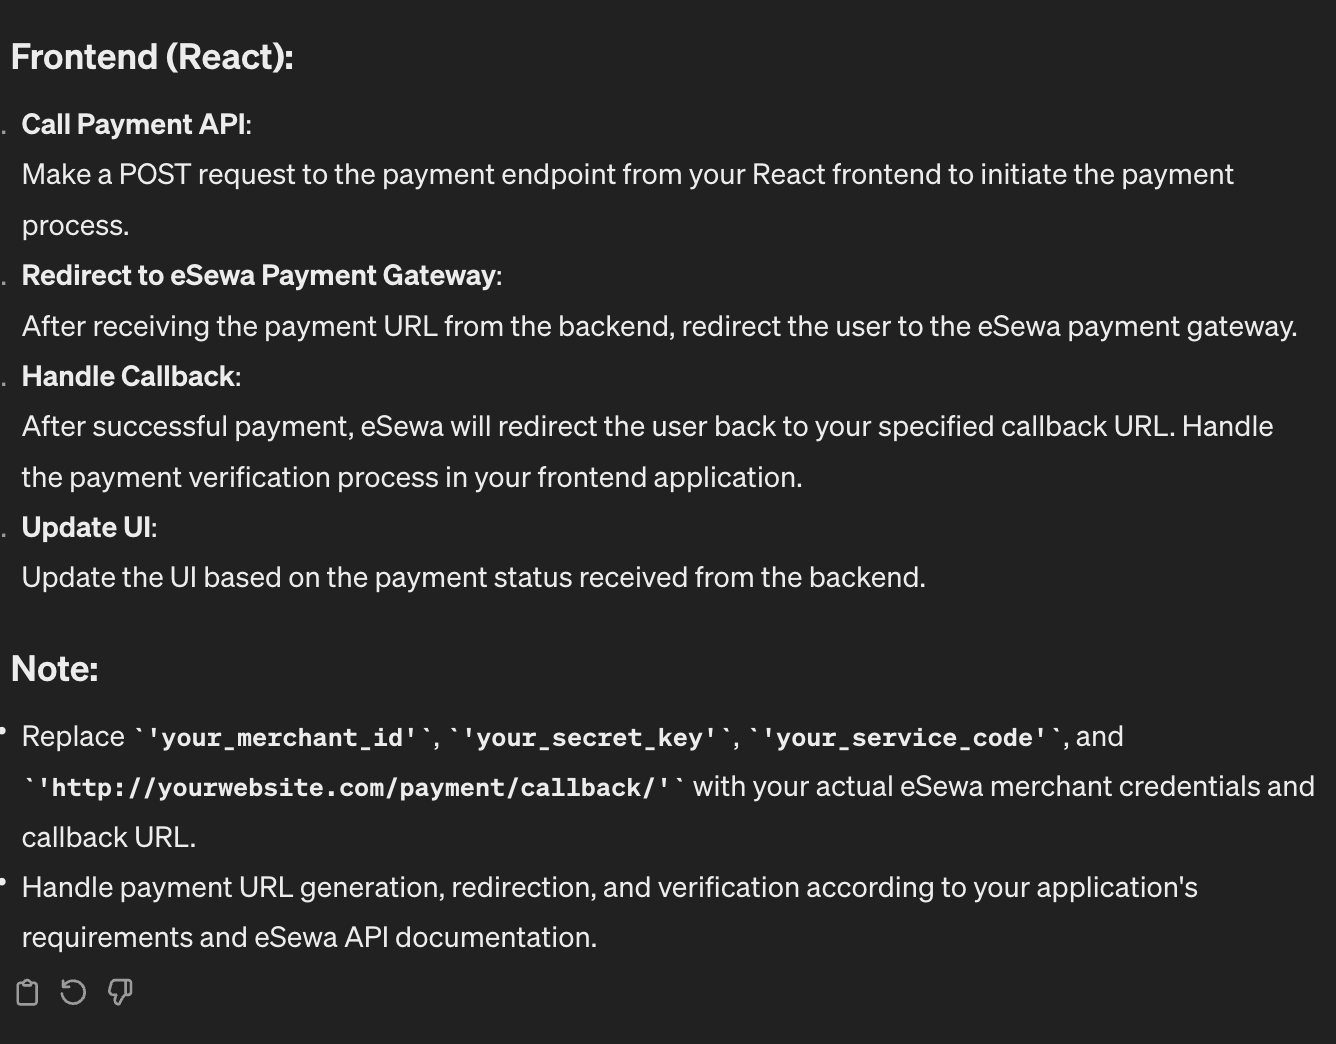 Frontend (React):
. Call Payment API:
Make a POST request to the payment endpoint from your React frontend to initiate the payment
process.
. Redirect to eSewa Payment Gateway:
After receiving the payment URL from the backend, redirect the user to the eSewa payment gateway.
. Handle Callback:
After successful payment, eSewa will redirect the user back to your specified callback URL. Handle
the payment verification process in your frontend application.
. Update UI:
Update the UI based on the payment status received from the backend.
Note:
• Replace `'your_merchant_id'`, `'your_secret_key'`, `'your_service_code'`, and
`'http://yourwebsite.com/payment/callback/'` with your actual eSewa merchant credentials and
callback URL.
• Handle payment URL generation, redirection, and verification according to your application's
requirements and eSewa API documentation.